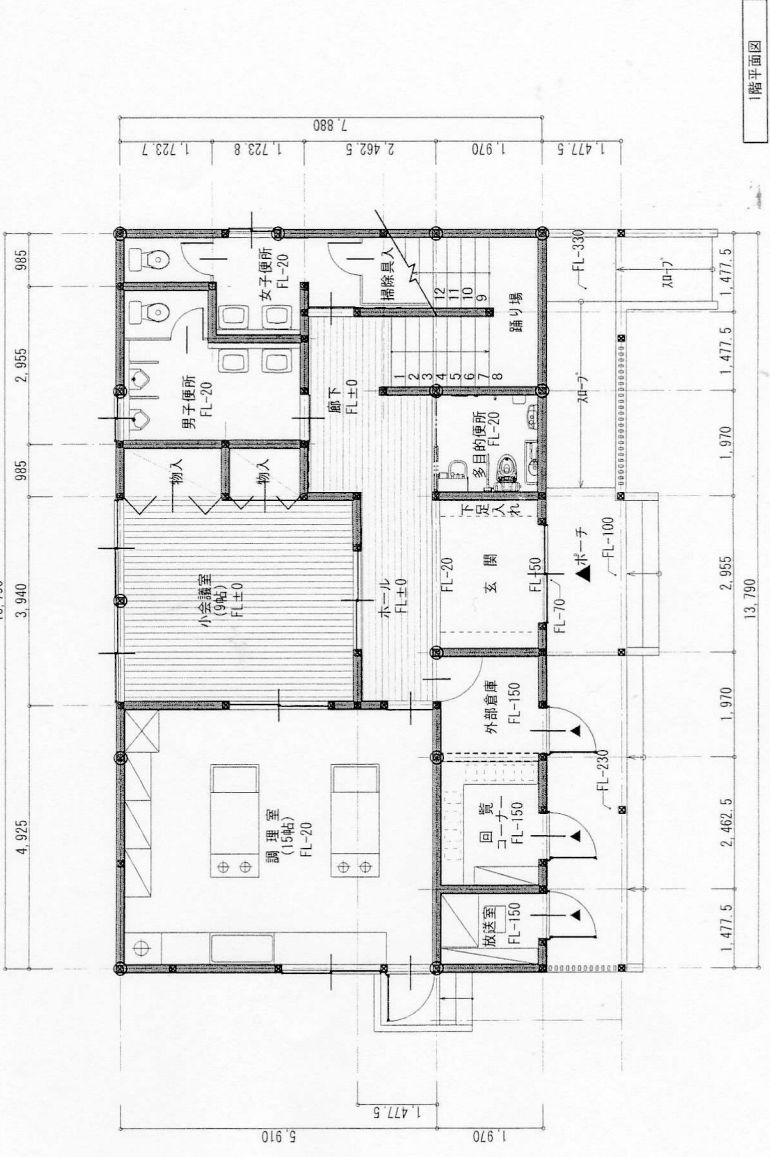 1階平面図
13,790
4,925
3,940
985
2,955
985
7,880
1,723.7
1,723.8
2,462.5
1,970
1,477.5
5,910
1,477.5
1,970
調理室
(15帖)
FL-20
小会議室
(9帖)
FL±0
物入
物入
男子便所
FL-20
女子便所
FL-20
掃除具入
廊下
FL±0
ホール
FL±0
1
2
3
4
5
6
7
8
12
11
10
9
踊り場
放送室
FL-150
回覧
コーナー
FL-150
外部倉庫
FL-150
FL-20
玄関
FL-50
下足入れ
多目的便所
FL-20
FL-230
FL-70
▲ポーチ
FL-100
スロープ
FL-330
スロープ
1,477.5
2,462.5
1,970
2,955
1,970
1,477.5
1,477.5
13,790